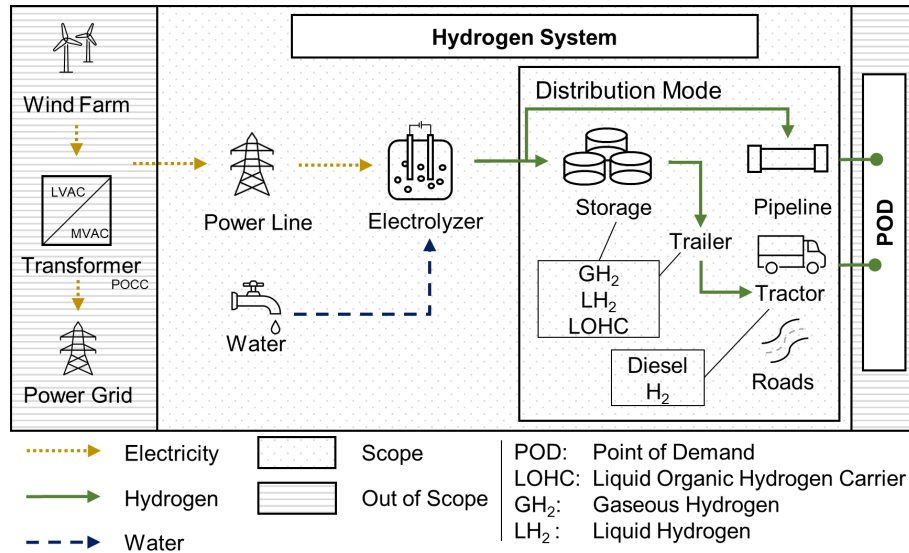 Hydrogen System
Wind Farm
LVAC
MVAC
Transformer
POCC
Power Grid
Power Line
Electrolyzer
Water
Distribution Mode
Storage
Pipeline
Trailer
GH₂
LH₂
LOHC
Tractor
Diesel
H₂
Roads
POD
Electricity
Hydrogen
Water
Scope
Out of Scope
POD: Point of Demand
LOHC: Liquid Organic Hydrogen Carrier
GH₂: Gaseous Hydrogen
LH₂ : Liquid Hydrogen